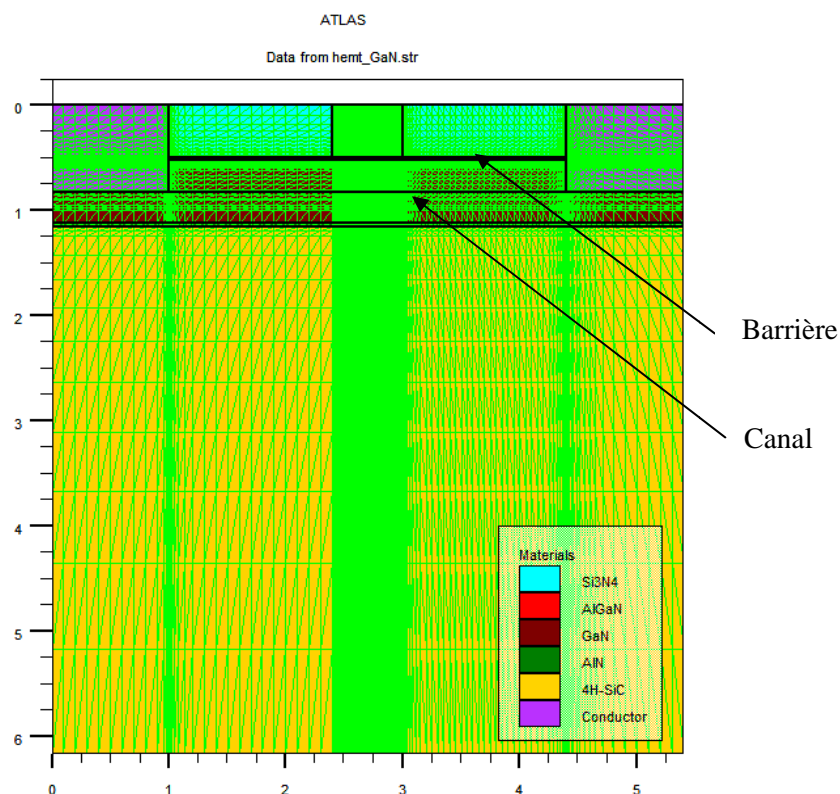 ATLAS
Data from hemt_GaN.str
0
1
2
3
4
5
6
0
1
2
3
4
5
Barrière
Canal
Materials
Si3N4
AlGaN
GaN
AlN
4H-SiC
Conductor